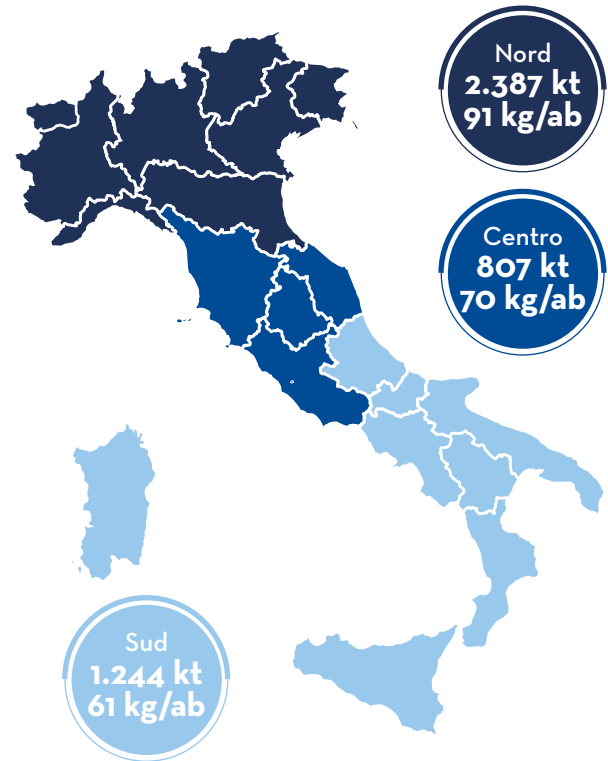 Nord
2.387 kt
91 kg/ab
Centro
807 kt
70 kg/ab
Sud
1.244 kt
61 kg/ab